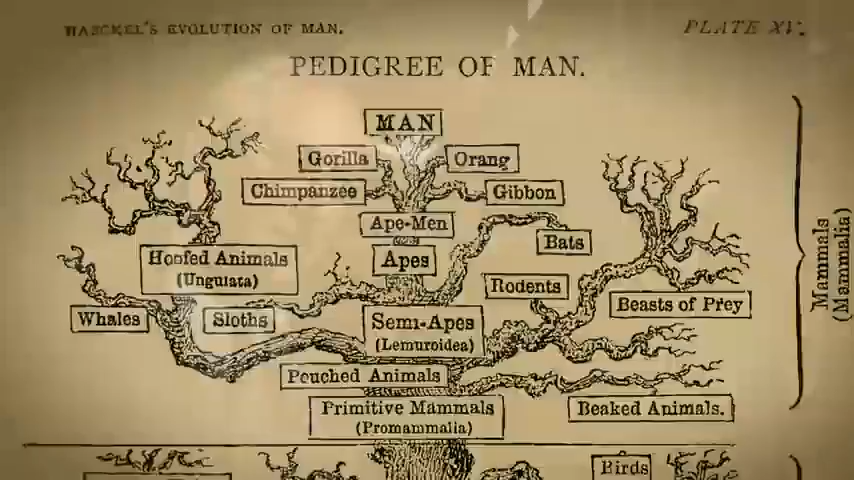 HAECKEL'S EVOLUTION OF MAN.
PLATE XV.
PEDIGREE OF MAN.
MAN
Gorilla
Orang
Chimpanzee
Gibbon
Ape-Men
Bats
Hoofed Animals
(Ungulata)
Apes
Rodents
Beasts of Prey
Whales
Sloths
Semi-Apes
(Lemuroidea)
Pouched Animals
Primitive Mammals
(Promammalia)
Beaked Animals.
Mammals
(Mammalia)
Birds